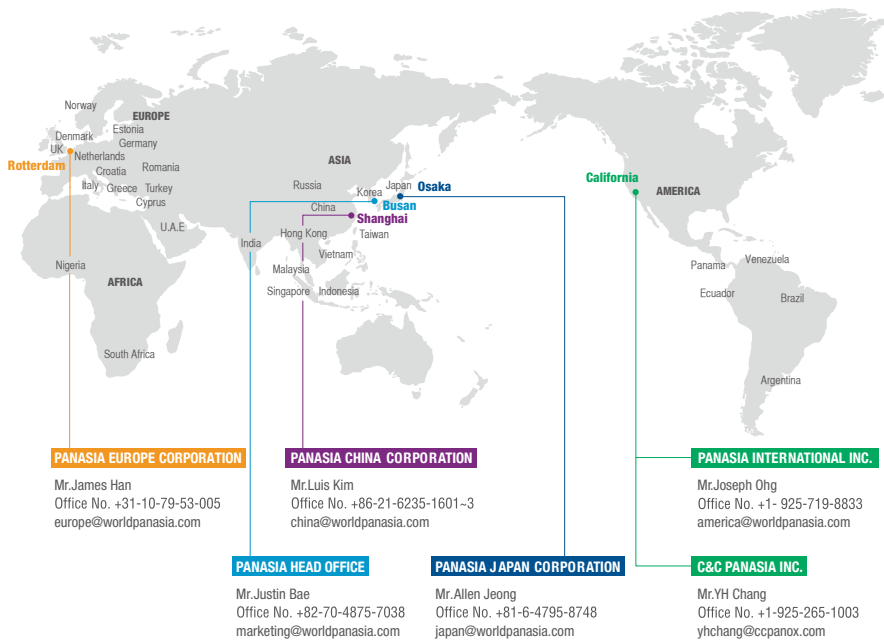 Norway
EUROPE
Estonia
Denmark
Germany
UK
Netherlands
Rotterdam
Croatia
Romania
Italy
Greece
Turkey
Cyprus
U.A.E
Nigeria
AFRICA
South Africa
ASIA
Russia
Korea
Japan
Osaka
Busan
China
Shanghai
Hong Kong
Taiwan
India
Vietnam
Malaysia
Singapore
Indonesia
California
AMERICA
Panama
Venezuela
Ecuador
Brazil
Argentina
PANASIA EUROPE CORPORATION
Mr.James Han
Office No. +31-10-79-53-005
europe@worldpanasia.com
PANASIA CHINA CORPORATION
Mr.Luis Kim
Office No. +86-21-6235-1601~3
china@worldpanasia.com
PANASIA INTERNATIONAL INC.
Mr.Joseph Ohg
Office No. +1- 925-719-8833
america@worldpanasia.com
PANASIA HEAD OFFICE
Mr.Justin Bae
Office No. +82-70-4875-7038
marketing@worldpanasia.com
PANASIA JAPAN CORPORATION
Mr.Allen Jeong
Office No. +81-6-4795-8748
japan@worldpanasia.com
C&C PANASIA INC.
Mr.YH Chang
Office No. +1-925-265-1003
yhchang@ccpanox.com